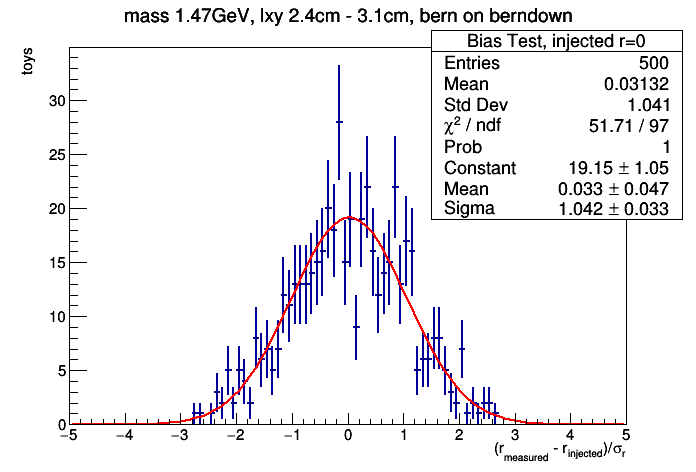 mass 1.47GeV, lxy 2.4cm - 3.1cm, bern on berndown
Bias Test, injected r=0
Entries 500
Mean 0.03132
Std Dev 1.041
χ² / ndf 51.71 / 97
Prob 1
Constant 19.15 ± 1.05
Mean 0.033 ± 0.047
Sigma 1.042 ± 0.033
toys
30
25
20
15
10
5
0
−5 −4 −3 −2 −1 0 1 2 3 4 5
(r_measured - r_injected)/σ_r